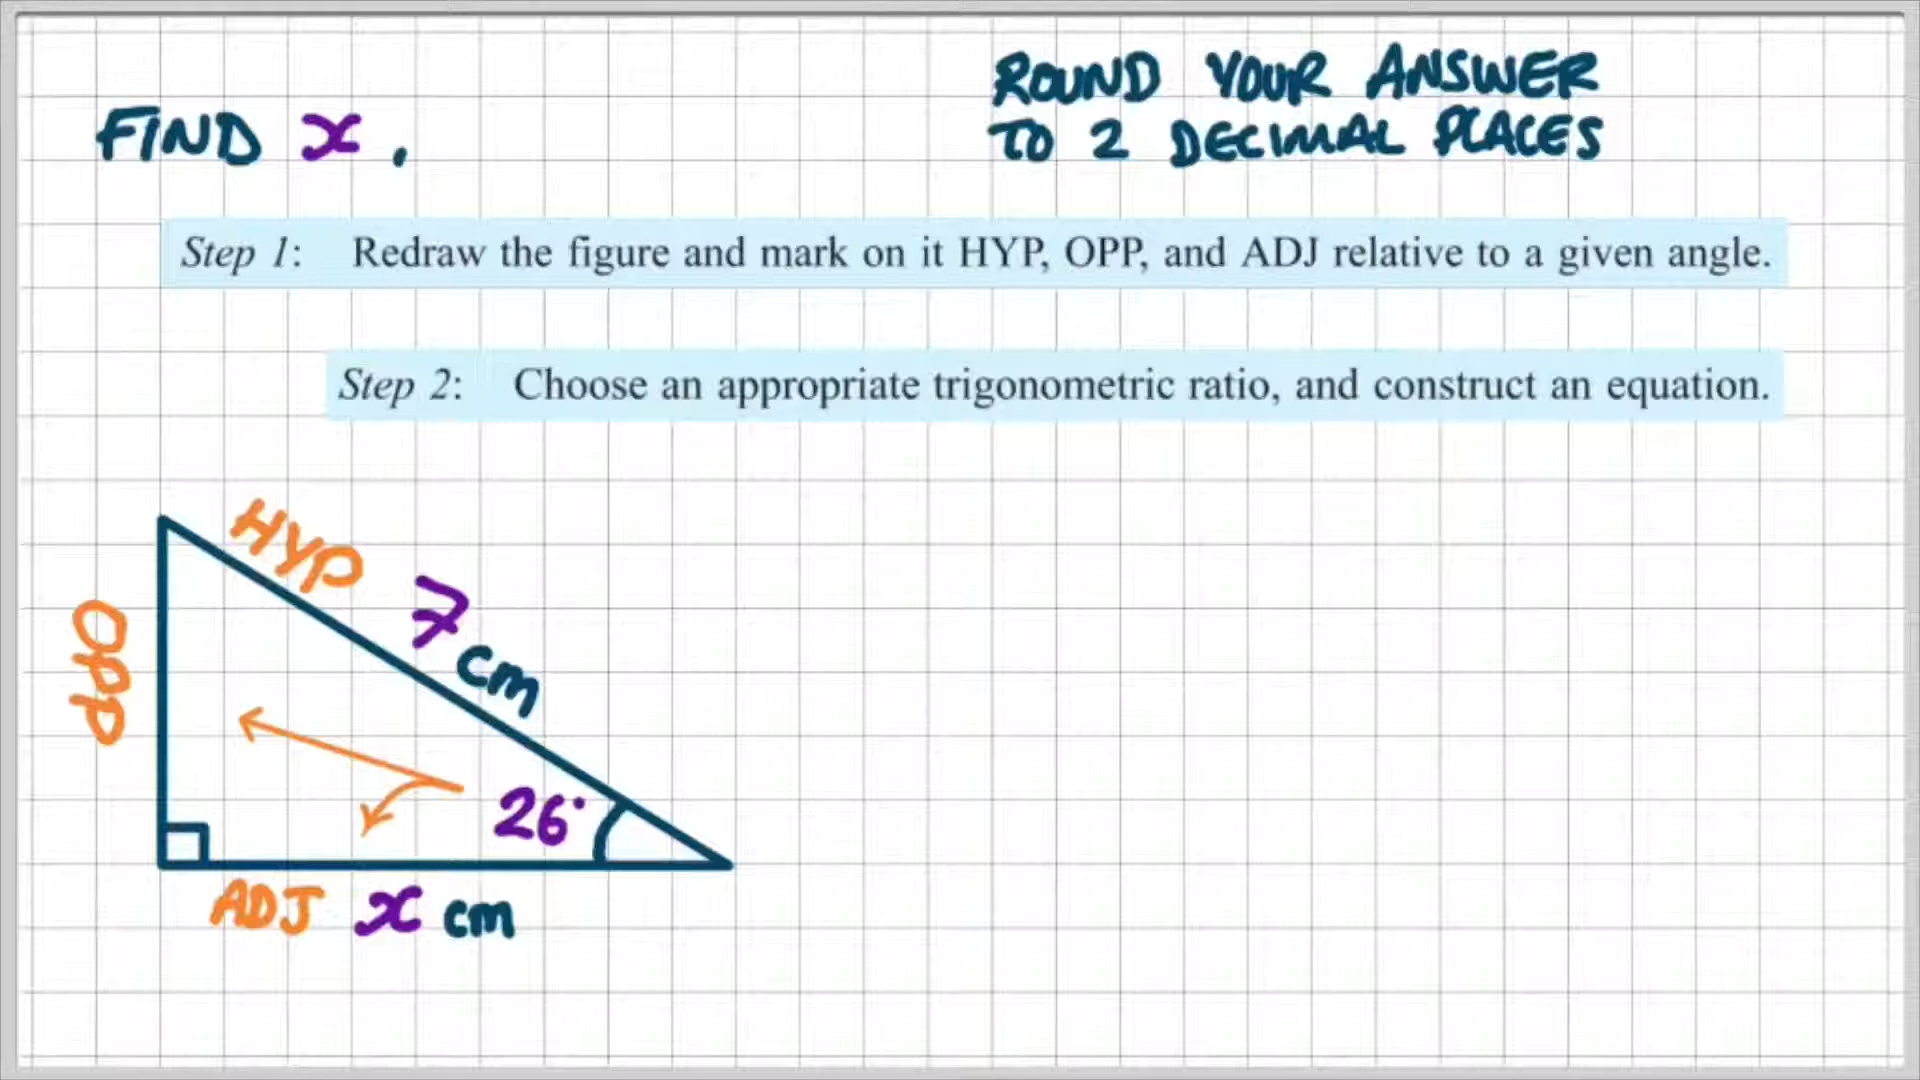 ROUND YOUR ANSWER
FIND x.
TO 2 DECIMAL PLACES
Step 1: Redraw the figure and mark on it HYP, OPP, and ADJ relative to a given angle.
Step 2: Choose an appropriate trigonometric ratio, and construct an equation.
HYP
7 cm
OPP
26°
ADJ x cm